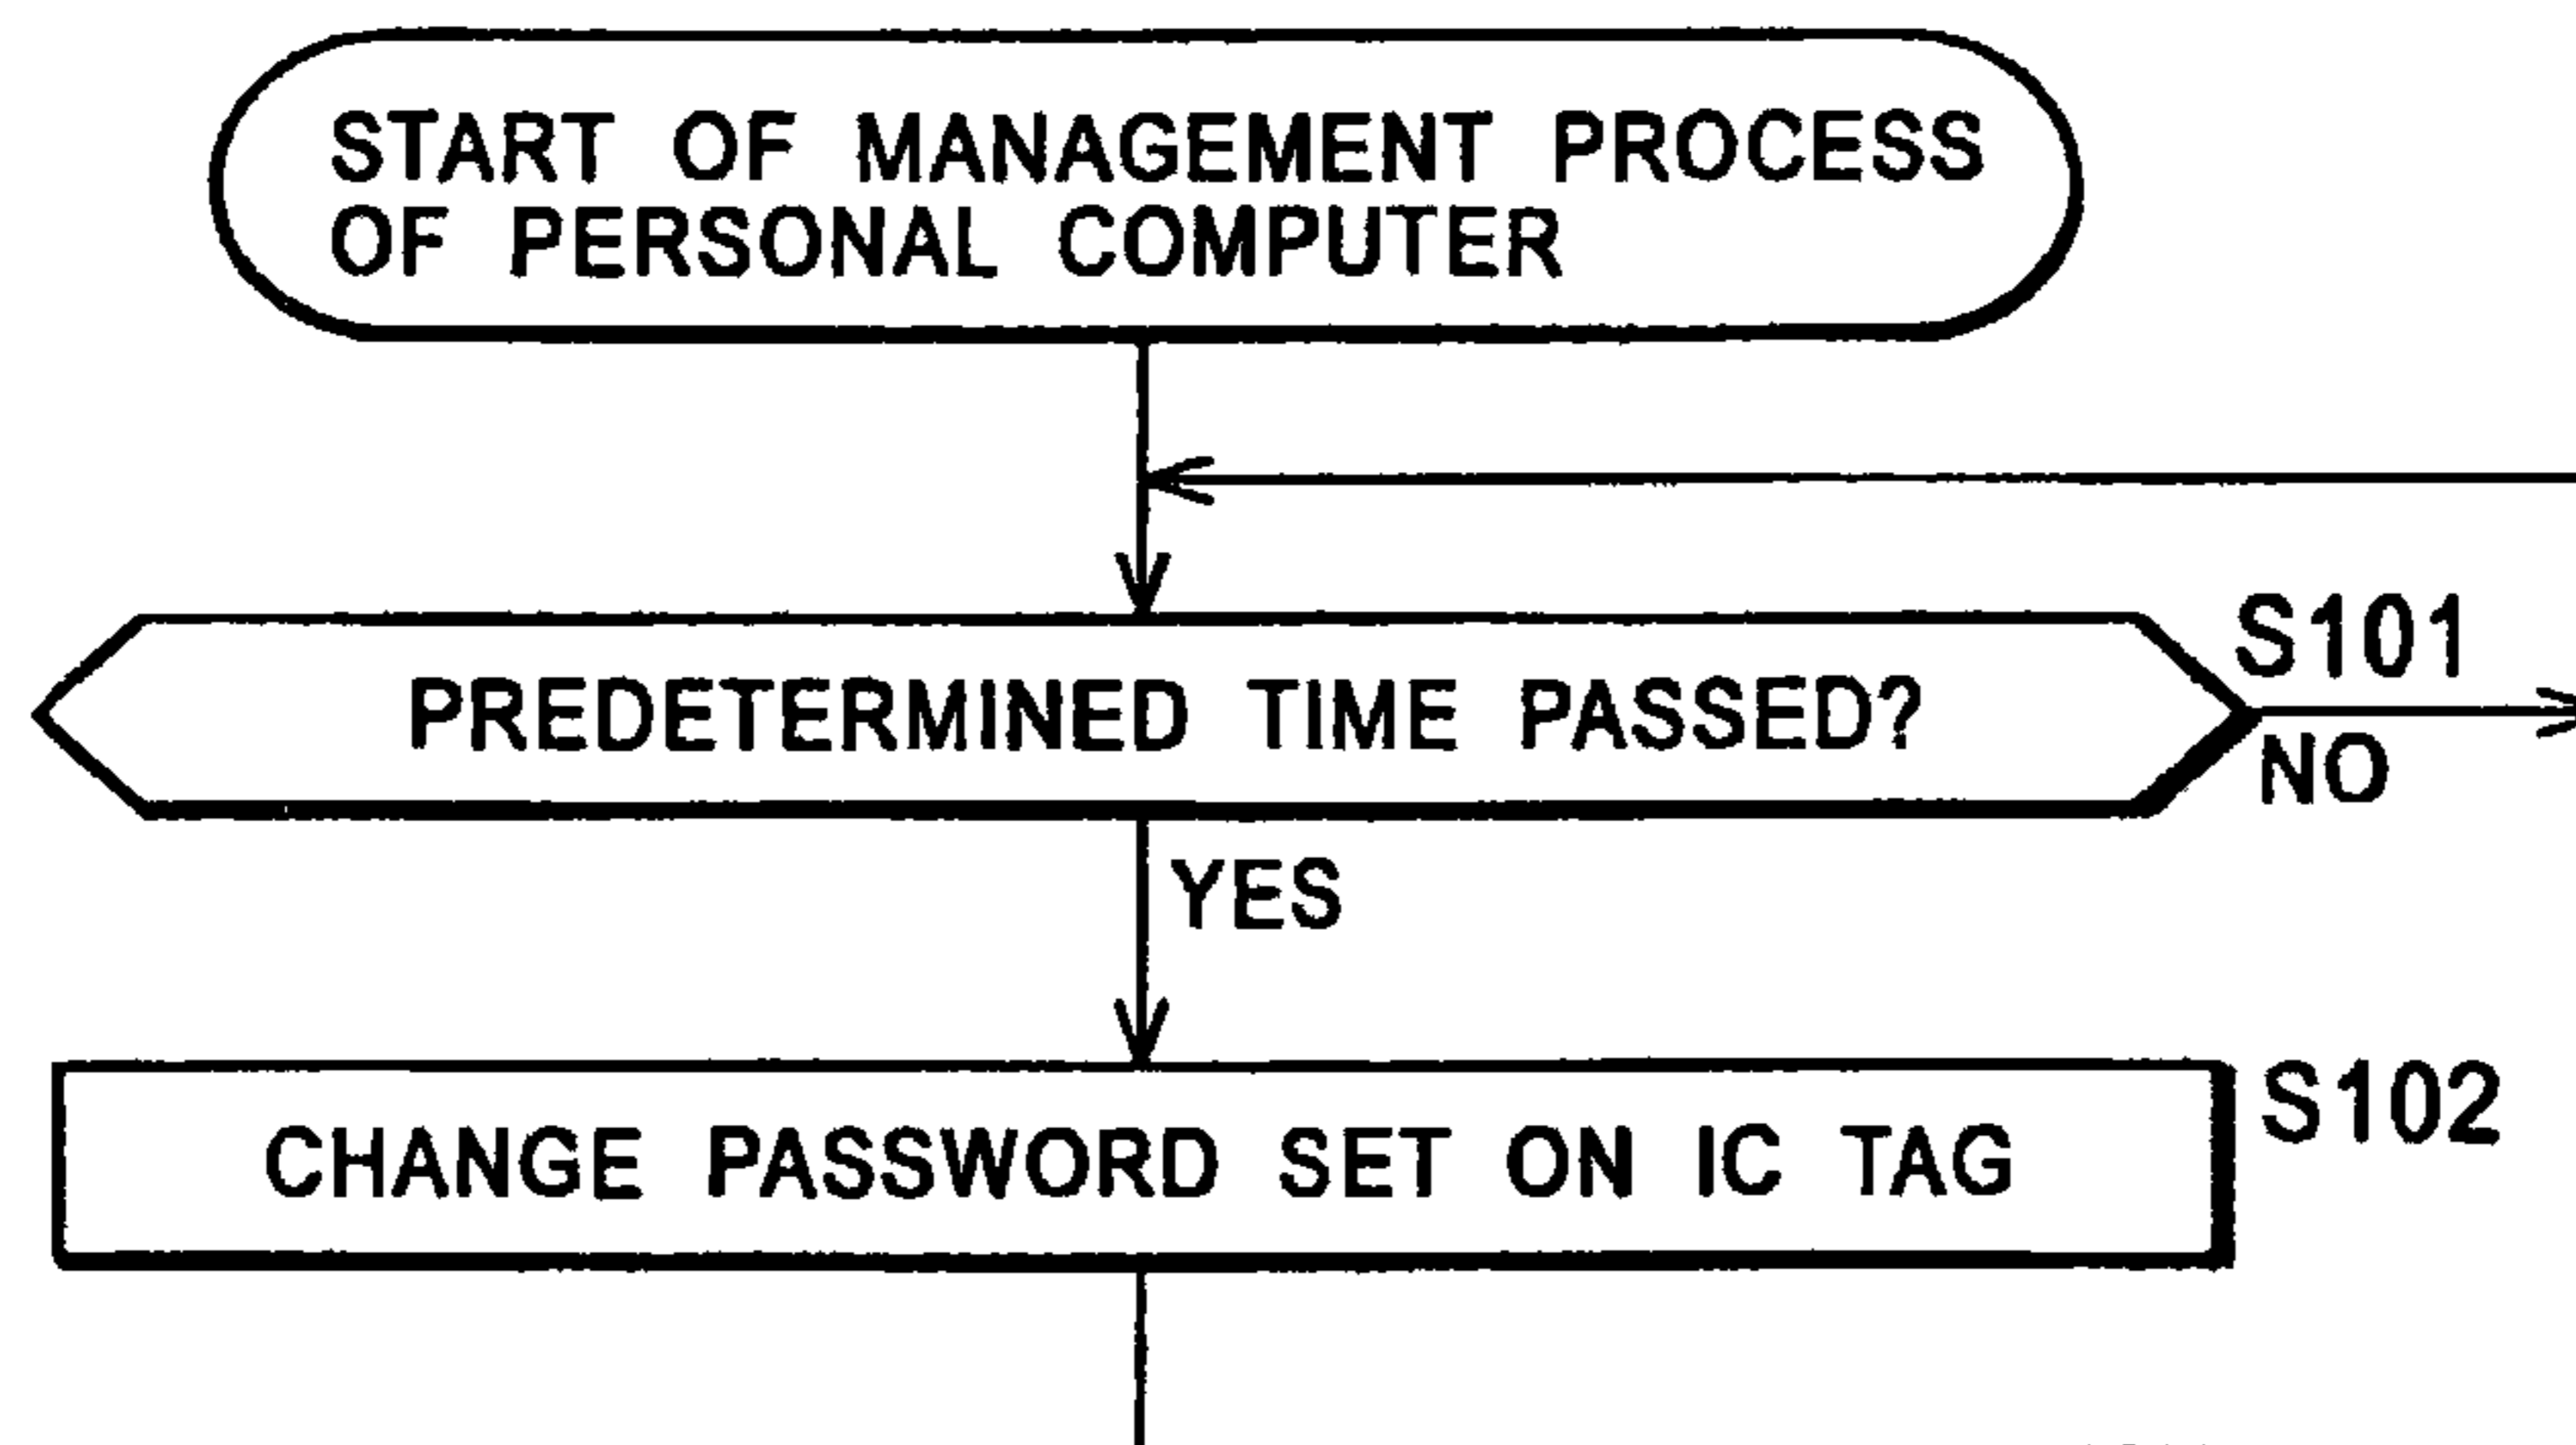 START OF MANAGEMENT PROCESS
OF PERSONAL COMPUTER
S101
PREDETERMINED TIME PASSED?
NO
YES
S102
CHANGE PASSWORD SET ON IC TAG